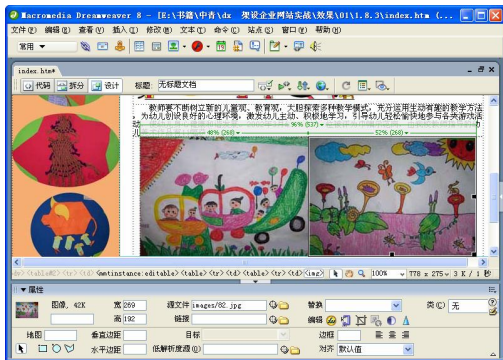 Macromedia Dreamweaver 8 - [E:\书籍\中青\dx 架设企业网站实战\效果\01\1.8.3\index.htm (...
文件(F) 编辑(E) 查看(V) 插入(I) 修改(M) 文本(T) 命令(C) 站点(S) 窗口(W) 帮助(H)
常用
index.htm*
代码 拆分 设计 标题: 无标题文档
教师要不断树立新的儿童观、教育观，大胆探索多种教学模式，充分运用生动有趣的教学方法
，为幼儿创设良好的心理环境，激发幼儿主动、积极地学习，引导幼儿轻松愉快地参与各类游戏活
96% (537)
48% (268) 52% (268)
<table#2> <tr> <td> <mmtinstance:editable> <table> <tr> <td> <table> <tr> <td> <img> 100% 778 x 275 3 K / 1
属性
图像, 42K 宽 269 源文件 images/82.jpg 替换 类(C) 无
高 192 链接 编辑
地图 垂直边距 目标 边框
水平边距 低解析度源(O) 对齐 默认值